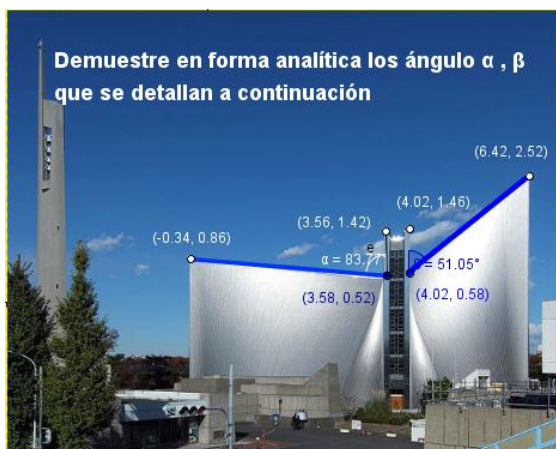 Demuestre en forma analítica los ángulo α , β
que se detallan a continuación
(6.42, 2.52)
(4.02, 1.46)
(3.56, 1.42)
(-0.34, 0.86)
e
α = 83.77°
= 51.05°
(3.58, 0.52)
(4.02, 0.58)